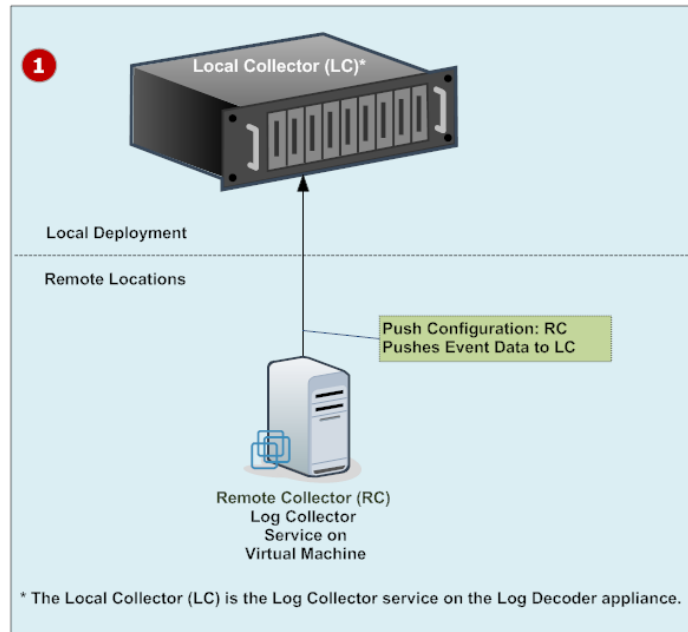 1
Local Collector (LC)*
Local Deployment
Remote Locations
Push Configuration: RC
Pushes Event Data to LC
Remote Collector (RC)
Log Collector
Service on
Virtual Machine
* The Local Collector (LC) is the Log Collector service on the Log Decoder appliance.